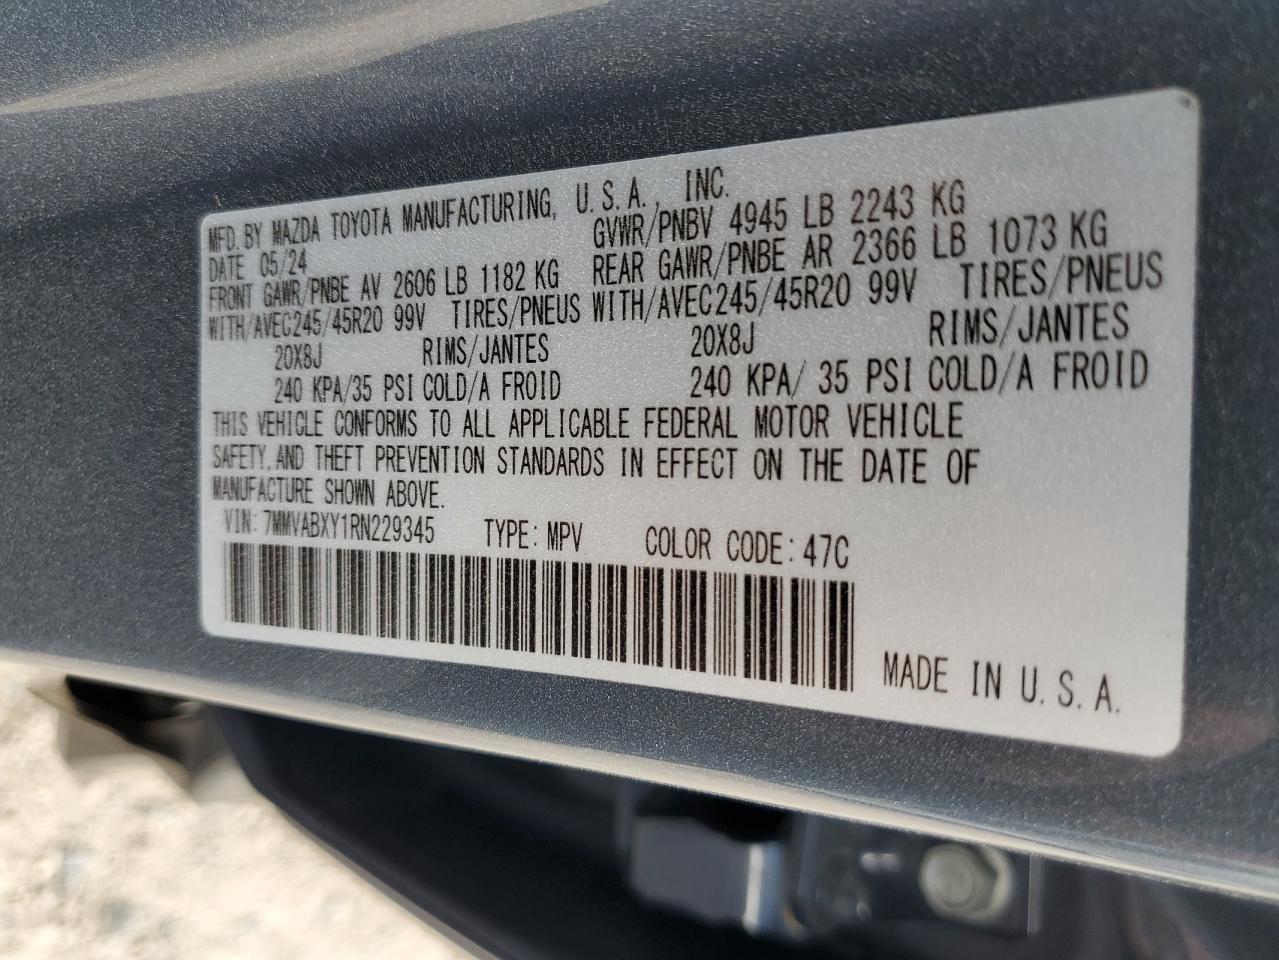 MFD. BY MAZDA TOYOTA MANUFACTURING, U.S.A., INC.
DATE 05/24 GVWR/PNBV 4945 LB 2243 KG
FRONT GAWR/PNBE AV 2606 LB 1182 KG REAR GAWR/PNBE AR 2366 LB 1073 KG
WITH/AVEC245/45R20 99V TIRES/PNEUS WITH/AVEC245/45R20 99V TIRES/PNEUS
20X8J RIMS/JANTES 20X8J RIMS/JANTES
240 KPA/35 PSI COLD/A FROID 240 KPA/ 35 PSI COLD/A FROID
THIS VEHICLE CONFORMS TO ALL APPLICABLE FEDERAL MOTOR VEHICLE
SAFETY, AND THEFT PREVENTION STANDARDS IN EFFECT ON THE DATE OF
MANUFACTURE SHOWN ABOVE.
VIN: 7MMVABXY1RN229345 TYPE: MPV COLOR CODE: 47C
MADE IN U.S.A.